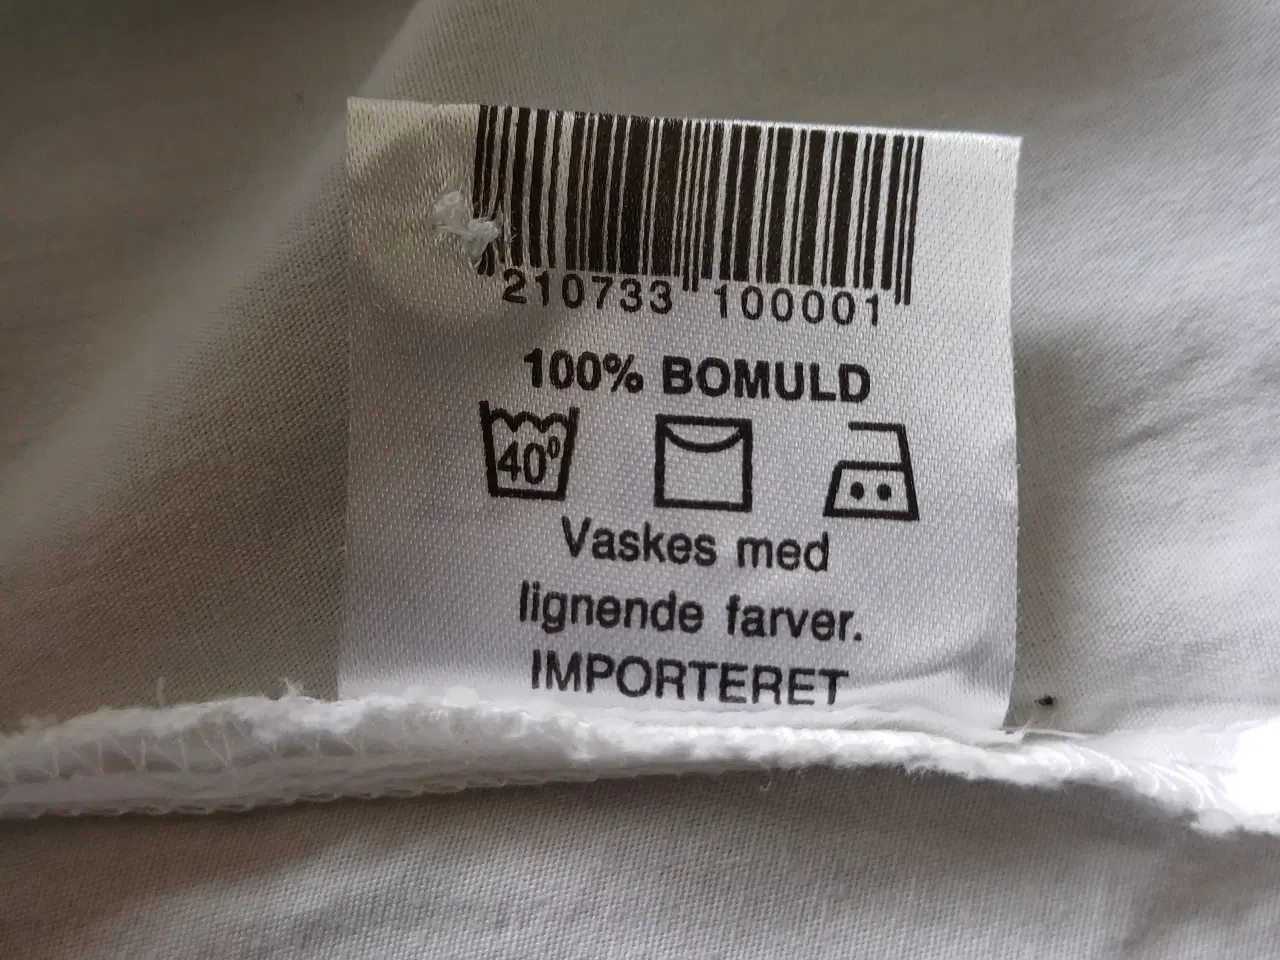 210733 100001
100% BOMULD
40°
Vaskes med
lignende farver.
IMPORTERET